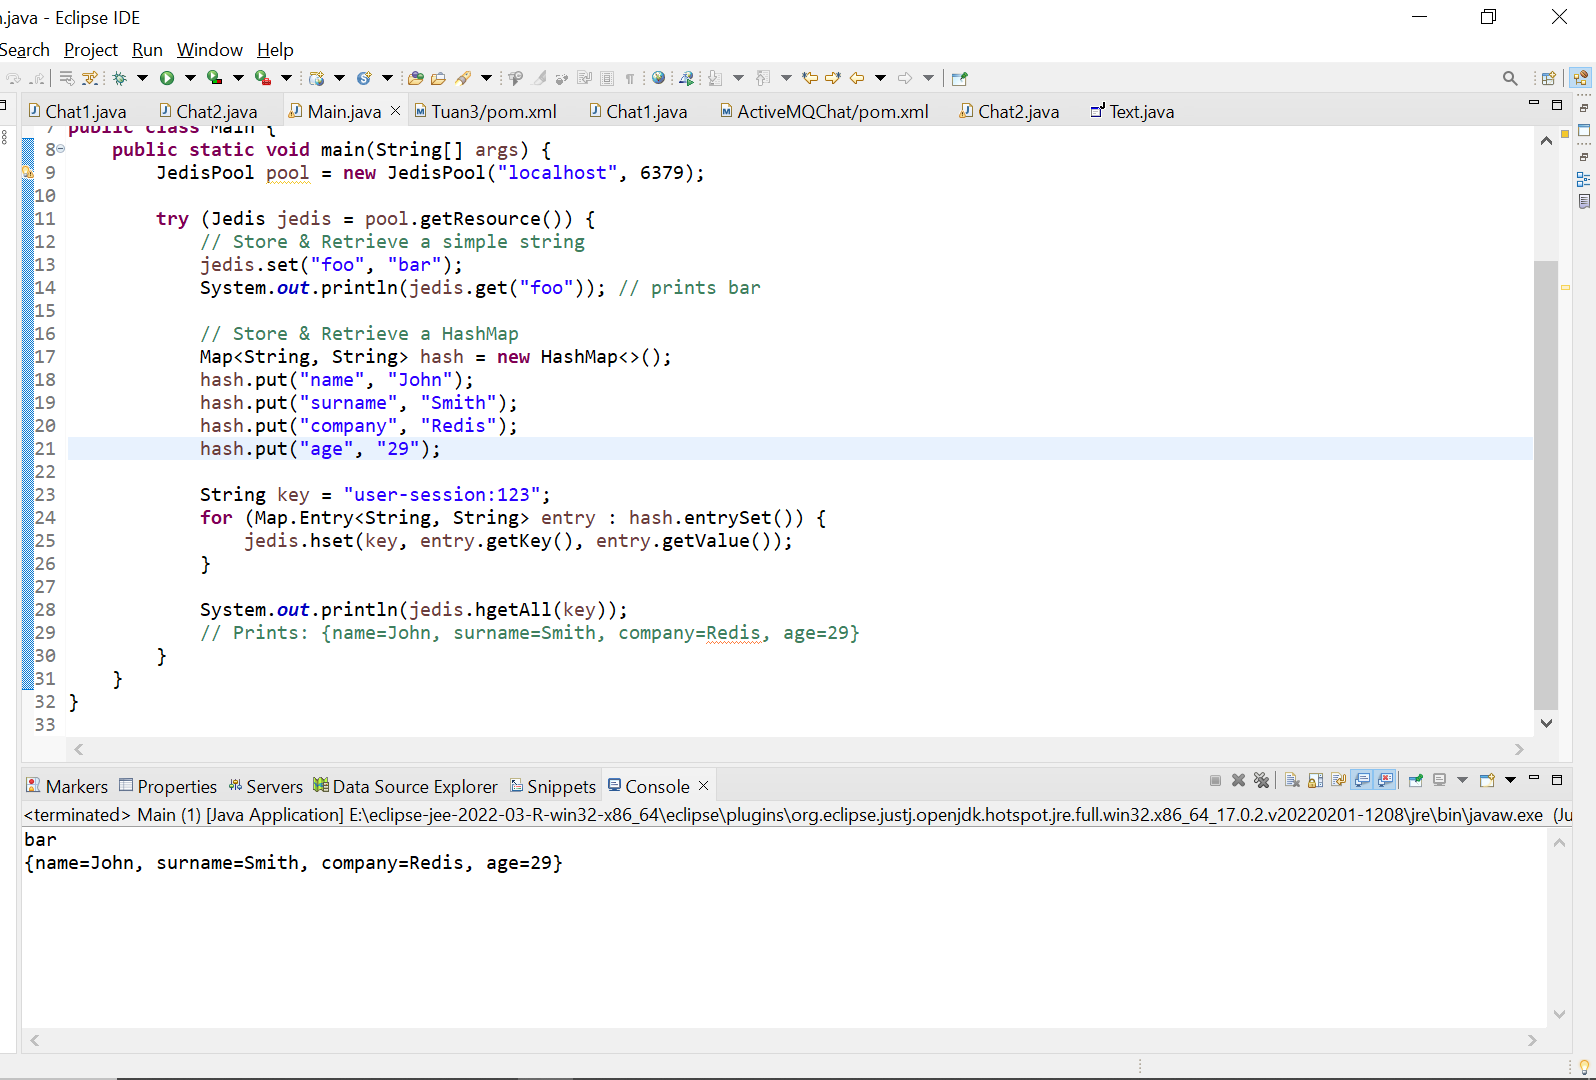 n.java - Eclipse IDE
Search Project Run Window Help
Chat1.java Chat2.java Main.java Tuan3/pom.xml Chat1.java ActiveMQChat/pom.xml Chat2.java Text.java
7 public class Main {
8     public static void main(String[] args) {
9         JedisPool pool = new JedisPool("localhost", 6379);
10
11         try (Jedis jedis = pool.getResource()) {
12             // Store & Retrieve a simple string
13             jedis.set("foo", "bar");
14             System.out.println(jedis.get("foo")); // prints bar
15
16             // Store & Retrieve a HashMap
17             Map<String, String> hash = new HashMap<>();
18             hash.put("name", "John");
19             hash.put("surname", "Smith");
20             hash.put("company", "Redis");
21             hash.put("age", "29");
22
23             String key = "user-session:123";
24             for (Map.Entry<String, String> entry : hash.entrySet()) {
25                 jedis.hset(key, entry.getKey(), entry.getValue());
26             }
27
28             System.out.println(jedis.hgetAll(key));
29             // Prints: {name=John, surname=Smith, company=Redis, age=29}
30         }
31     }
32 }
33
Markers Properties Servers Data Source Explorer Snippets Console
<terminated> Main (1) [Java Application] E:\eclipse-jee-2022-03-R-win32-x86_64\eclipse\plugins\org.eclipse.justj.openjdk.hotspot.jre.full.win32.x86_64_17.0.2.v20220201-1208\jre\bin\javaw.exe (Ju
bar
{name=John, surname=Smith, company=Redis, age=29}